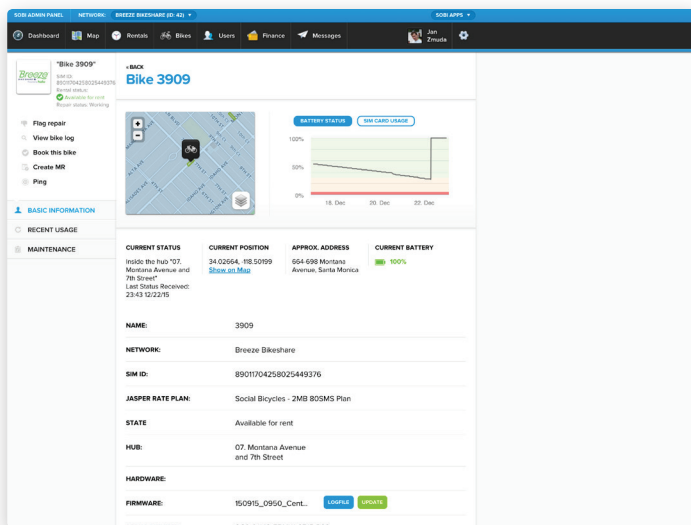 SOBI ADMIN PANEL NETWORK: BREEZE BIKESHARE (ID: 42) SOBI APPS
Dashboard Map Rentals Bikes Users Finance Messages Jan
Zmuda
"Bike 3909"
Breeze
SIM ID:
89011704258025449376
Rental status:
Available for rent
Repair status: Working
Flag repair
View bike log
Book this bike
Create MR
Ping
BASIC INFORMATION
RECENT USAGE
MAINTENANCE
« BACK
Bike 3909
+
−
BATTERY STATUS SIM CARD USAGE
100%
50%
0%
18. Dec 20. Dec 22. Dec
CURRENT STATUS
Inside the hub "07.
Montana Avenue and
7th Street"
Last Status Received:
23:43 12/22/15
CURRENT POSITION
34.02664, -118.50199
Show on Map
APPROX. ADDRESS
664-698 Montana
Avenue, Santa Monica
CURRENT BATTERY
100%
NAME: 3909
NETWORK: Breeze Bikeshare
SIM ID: 89011704258025449376
JASPER RATE PLAN: Social Bicycles - 2MB 80SMS Plan
STATE Available for rent
HUB: 07. Montana Avenue
and 7th Street
HARDWARE:
FIRMWARE: 150915_0950_Cent... LOGFILE UPDATE